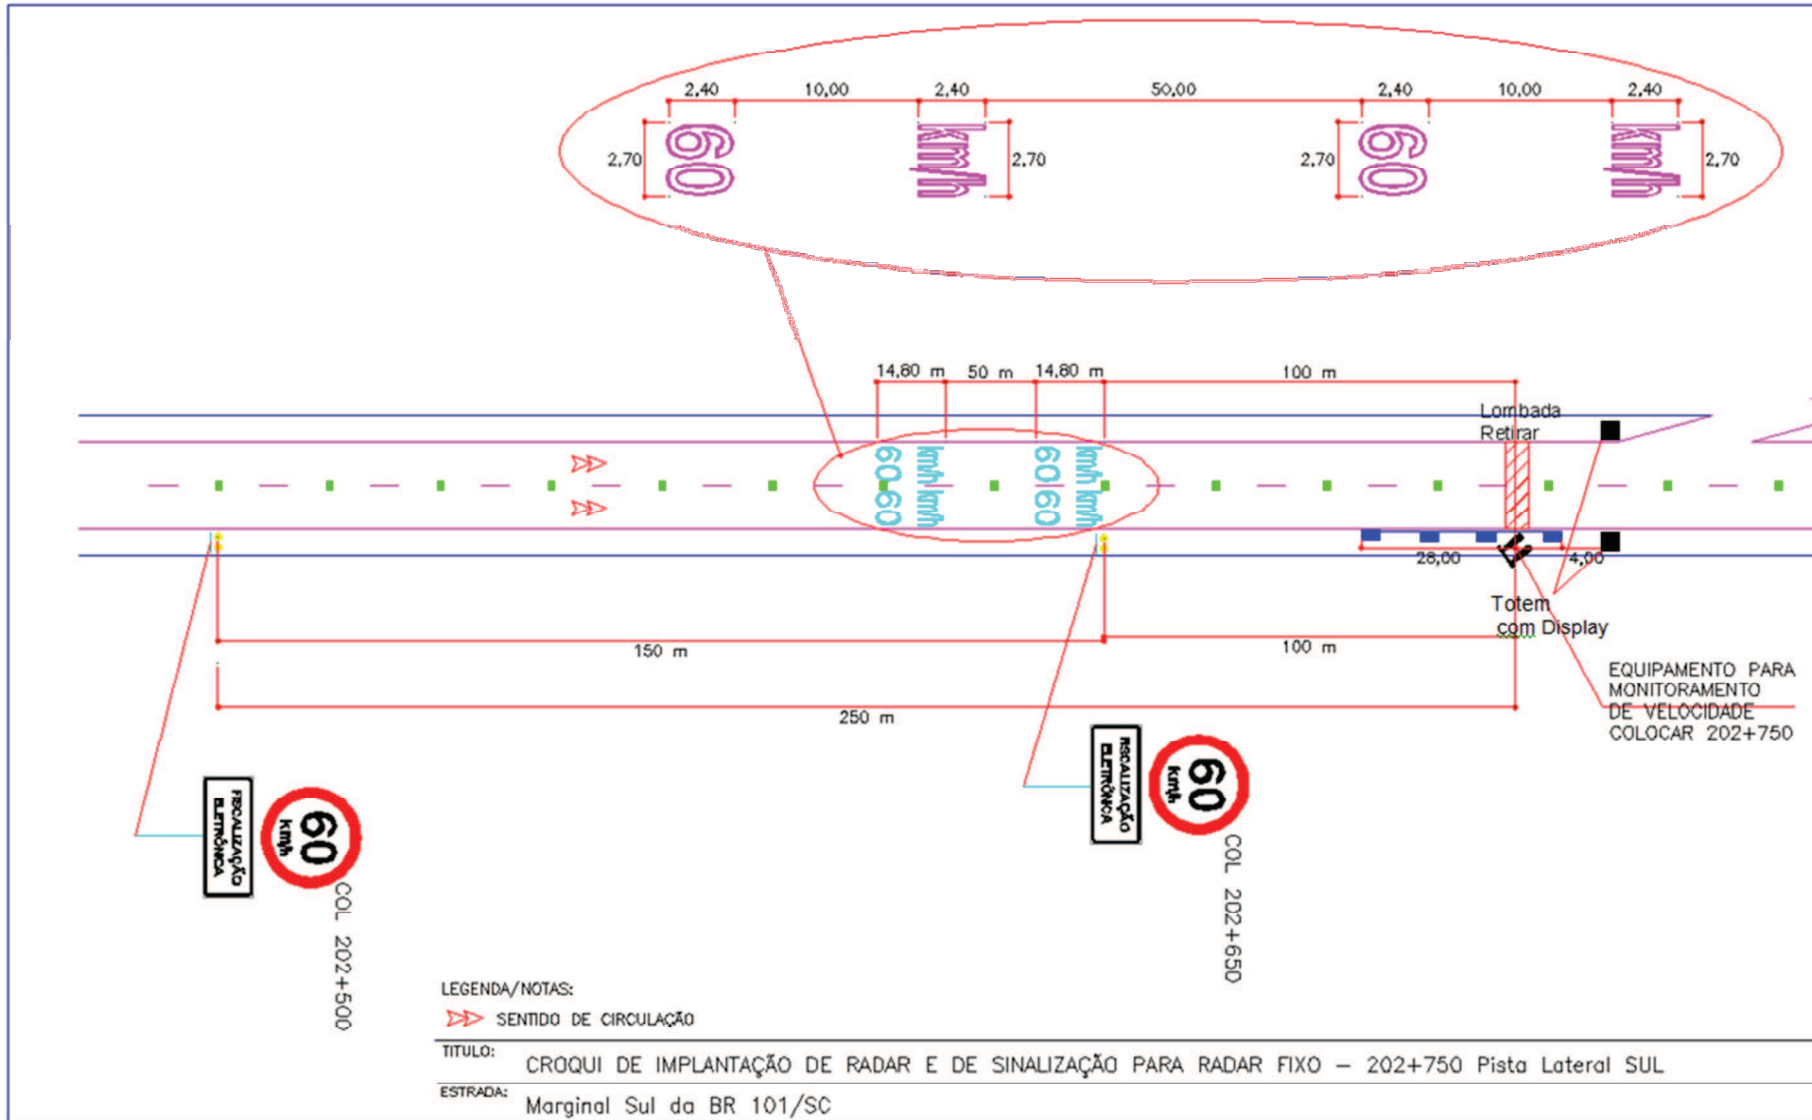 2,40 10,00 2,40 50,00 2,40 10,00 2,40
60 km/h 60 km/h
2,70 2,70 2,70 2,70
14,80 m 50 m 14,80 m 100 m
Lombada
Retirar
60 60 km/h km/h 60 60 km/h km/h
28,00 4,00
Totem
com Display
150 m 100 m
250 m
EQUIPAMENTO PARA
MONITORAMENTO
DE VELOCIDADE
COLOCAR 202+750
FISCALIZAÇÃO
ELETRÔNICA
60
km/h
COL 202+650
FISCALIZAÇÃO
ELETRÔNICA
60
km/h
COL 202+500
LEGENDA/NOTAS:
SENTIDO DE CIRCULAÇÃO
TITULO: CROQUI DE IMPLANTAÇÃO DE RADAR E DE SINALIZAÇÃO PARA RADAR FIXO – 202+750 Pista Lateral SUL
ESTRADA: Marginal Sul da BR 101/SC